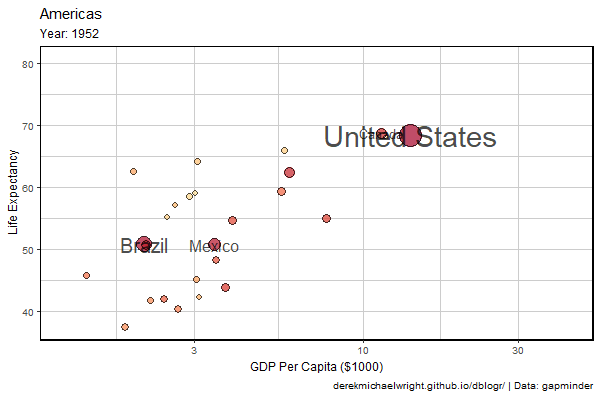 Americas
Year: 1952
80
70
60
50
40
Life Expectancy
United States
Canada
Brazil
Mexico
3
10
30
GDP Per Capita ($1000)
derekmichaelwright.github.io/dblogr/ | Data: gapminder